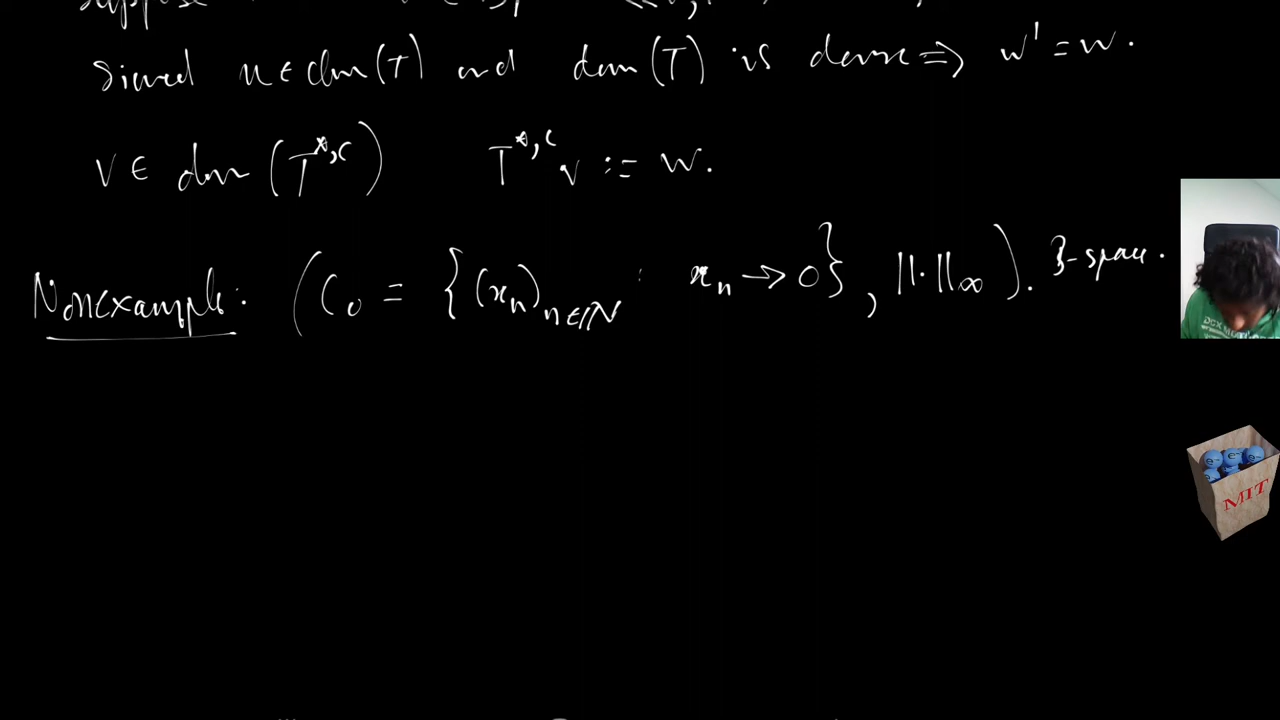 Since u ∈ dom(T) and dom(T) is dense ⇒ w' = w.
v ∈ dom(T*,c) T*,c v := w.
Nonexample: (C₀ = {(xₙ)ₙ∈ℕ : xₙ → 0}, ||·||∞). B-space.
MIT